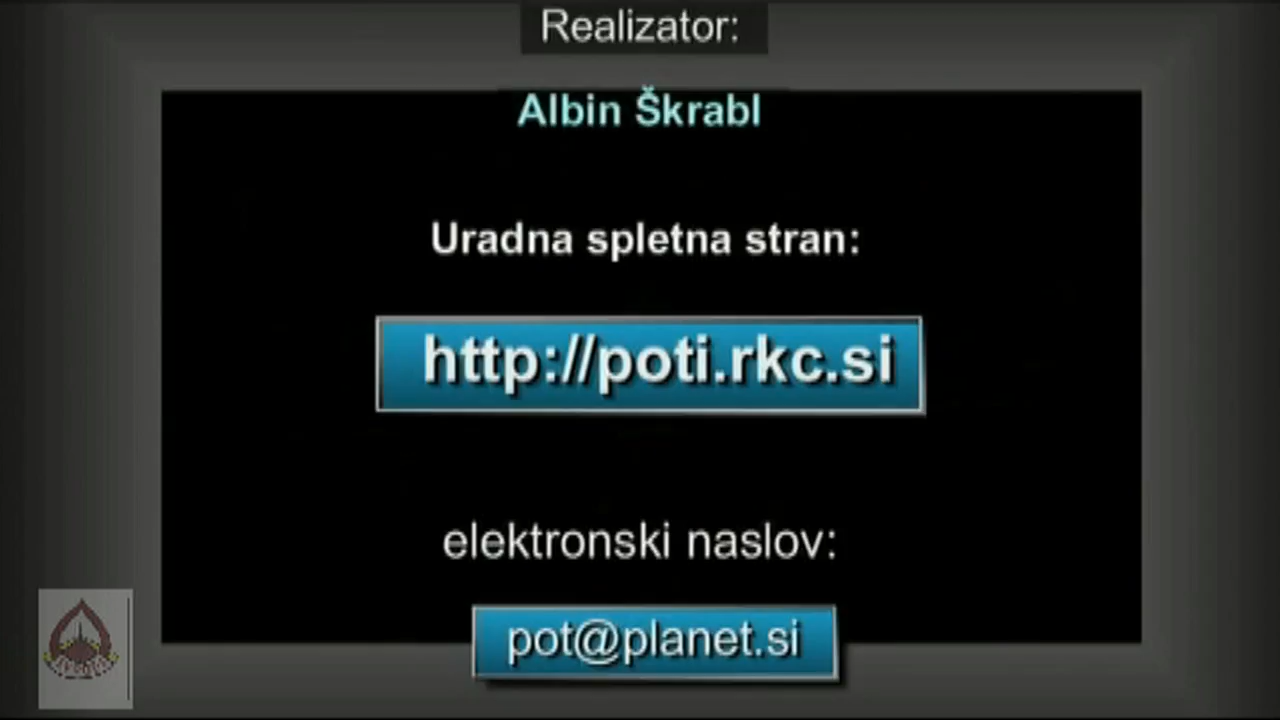 Realizator:
Albin Škrabl
Uradna spletna stran:
http://poti.rkc.si
elektronski naslov:
pot@planet.si